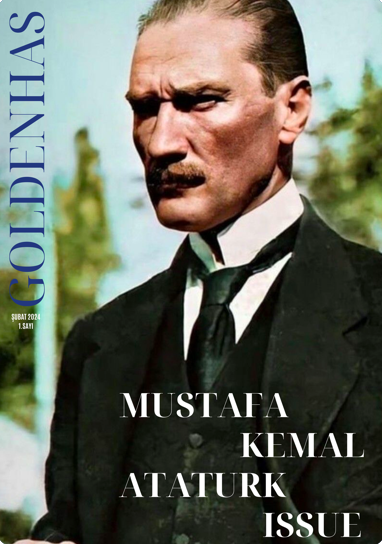 GOLDENHAS
ŞUBAT 2024
1.SAYI
MUSTAFA
KEMAL
ATATURK
ISSUE